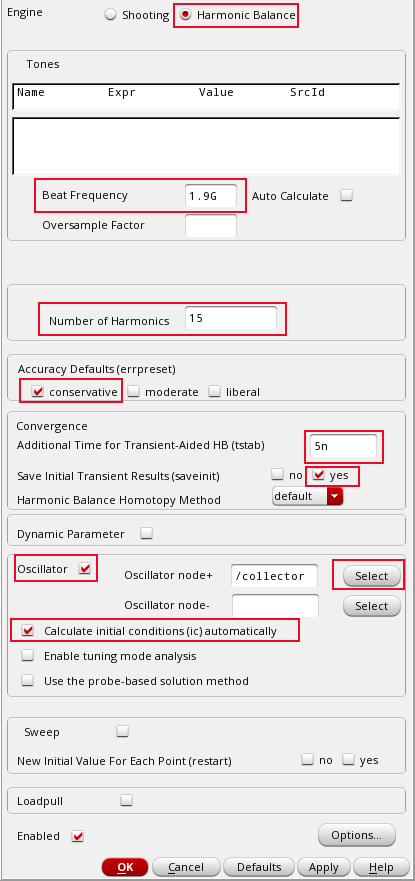 Engine Shooting Harmonic Balance
Tones
Name Expr Value SrcId
Beat Frequency 1.9G Auto Calculate
Oversample Factor
Number of Harmonics 15
Accuracy Defaults (errpreset)
conservative moderate liberal
Convergence
Additional Time for Transient-Aided HB (tstab) 5n
Save Initial Transient Results (saveinit) no yes
Harmonic Balance Homotopy Method default
Dynamic Parameter
Oscillator Oscillator node+ /collector Select
Oscillator node- Select
Calculate initial conditions (ic) automatically
Enable tuning mode analysis
Use the probe-based solution method
Sweep
New Initial Value For Each Point (restart) no yes
Loadpull
Enabled Options...
OK Cancel Defaults Apply Help